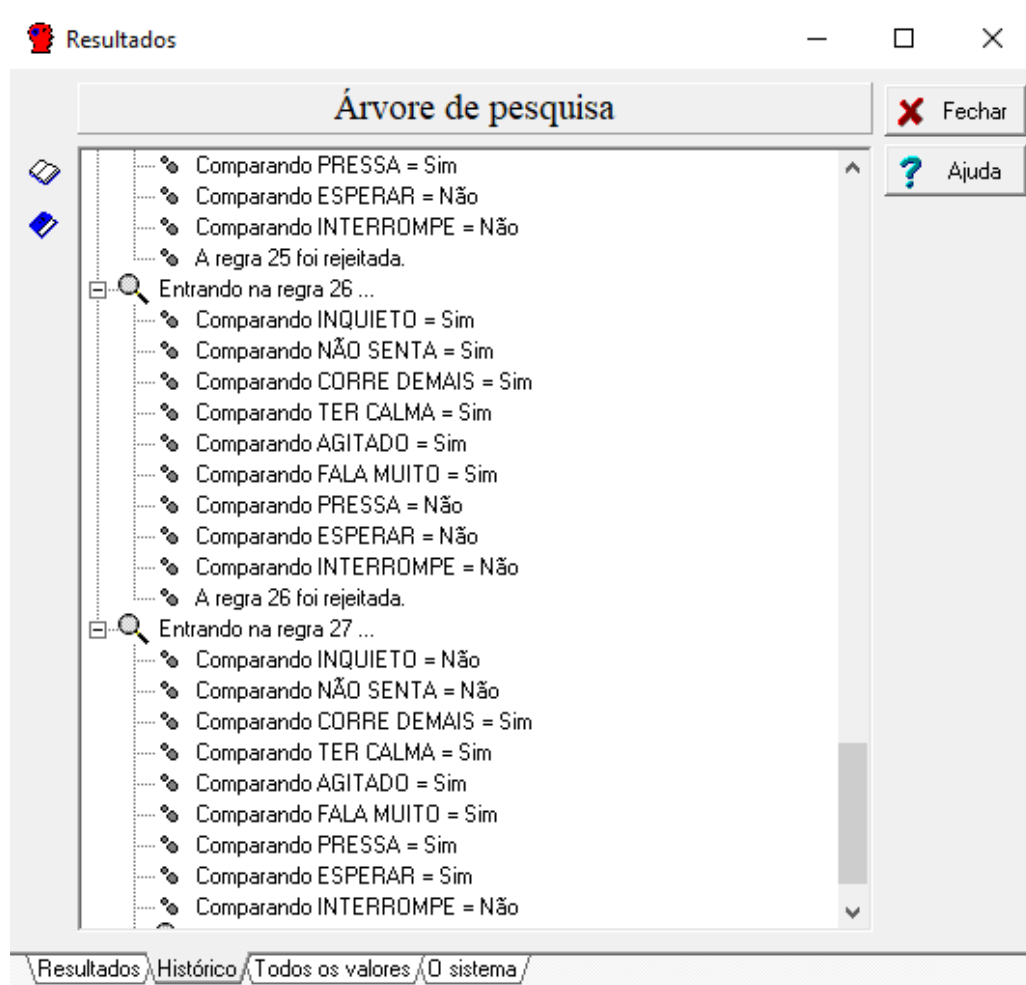 Resultados
Árvore de pesquisa
Fechar
Ajuda
Comparando PRESSA = Sim
Comparando ESPERAR = Não
Comparando INTERROMPE = Não
A regra 25 foi rejeitada.
Entrando na regra 26 ...
Comparando INQUIETO = Sim
Comparando NÃO SENTA = Sim
Comparando CORRE DEMAIS = Sim
Comparando TER CALMA = Sim
Comparando AGITADO = Sim
Comparando FALA MUITO = Sim
Comparando PRESSA = Não
Comparando ESPERAR = Não
Comparando INTERROMPE = Não
A regra 26 foi rejeitada.
Entrando na regra 27 ...
Comparando INQUIETO = Não
Comparando NÃO SENTA = Não
Comparando CORRE DEMAIS = Sim
Comparando TER CALMA = Sim
Comparando AGITADO = Sim
Comparando FALA MUITO = Sim
Comparando PRESSA = Sim
Comparando ESPERAR = Sim
Comparando INTERROMPE = Não
Resultados Histórico Todos os valores O sistema